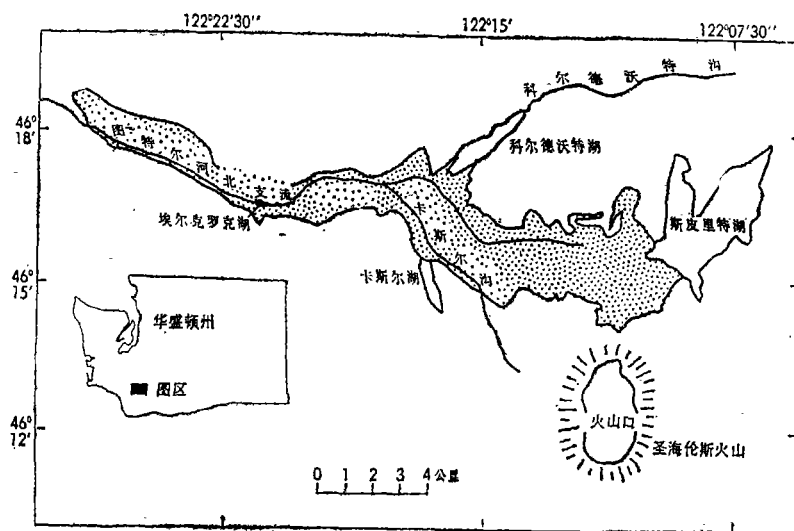 122°22′30″
122°15′
122°07′30″
46°
18′
科尔德沃特沟
科尔德沃特湖
图特尔河北支流
斯皮里特湖
埃尔克罗克湖
卡斯尔沟
卡斯尔湖
46°
15′
华盛顿州
图区
火山口
46°
12′
圣海伦斯火山
0 1 2 3 4 公里